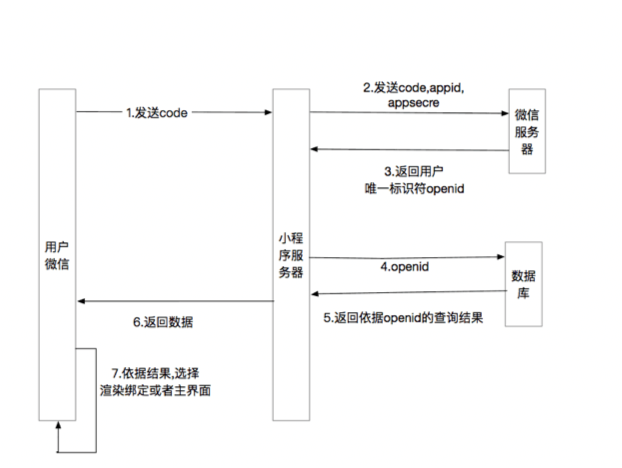 1.发送code
2.发送code,appid,
appsecre
微信
服务
器
3.返回用户
唯一标识符openid
用户
微信
小程
序服
务器
4.openid
数据
库
5.返回依据openid的查询结果
6.返回数据
7.依据结果,选择
渲染绑定或者主界面